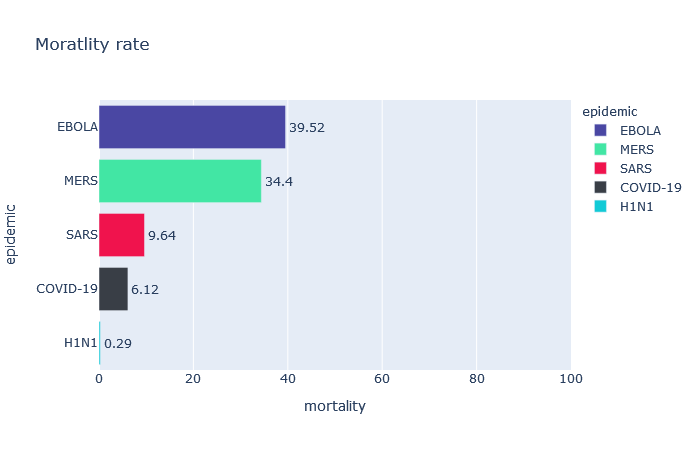 Moratlity rate
epidemic
EBOLA
MERS
SARS
COVID-19
H1N1
EBOLA
39.52
MERS
34.4
SARS
9.64
COVID-19
6.12
H1N1
0.29
0 20 40 60 80 100
mortality
epidemic